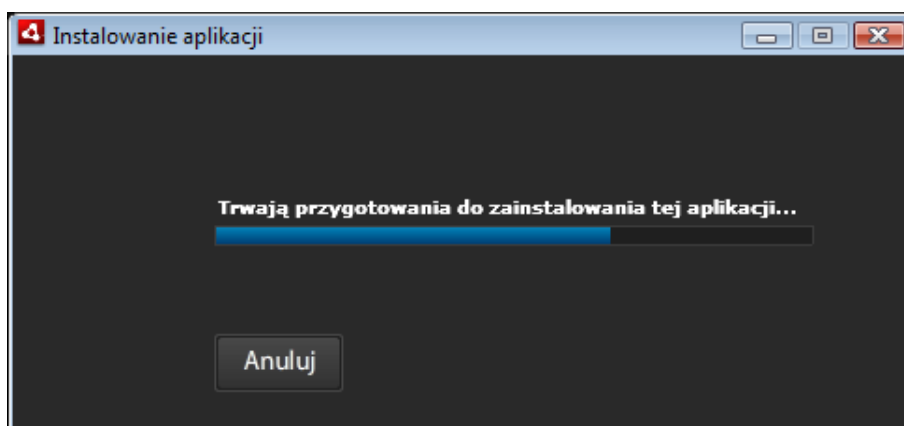 Instalowanie aplikacji
Trwają przygotowania do zainstalowania tej aplikacji...
Anuluj